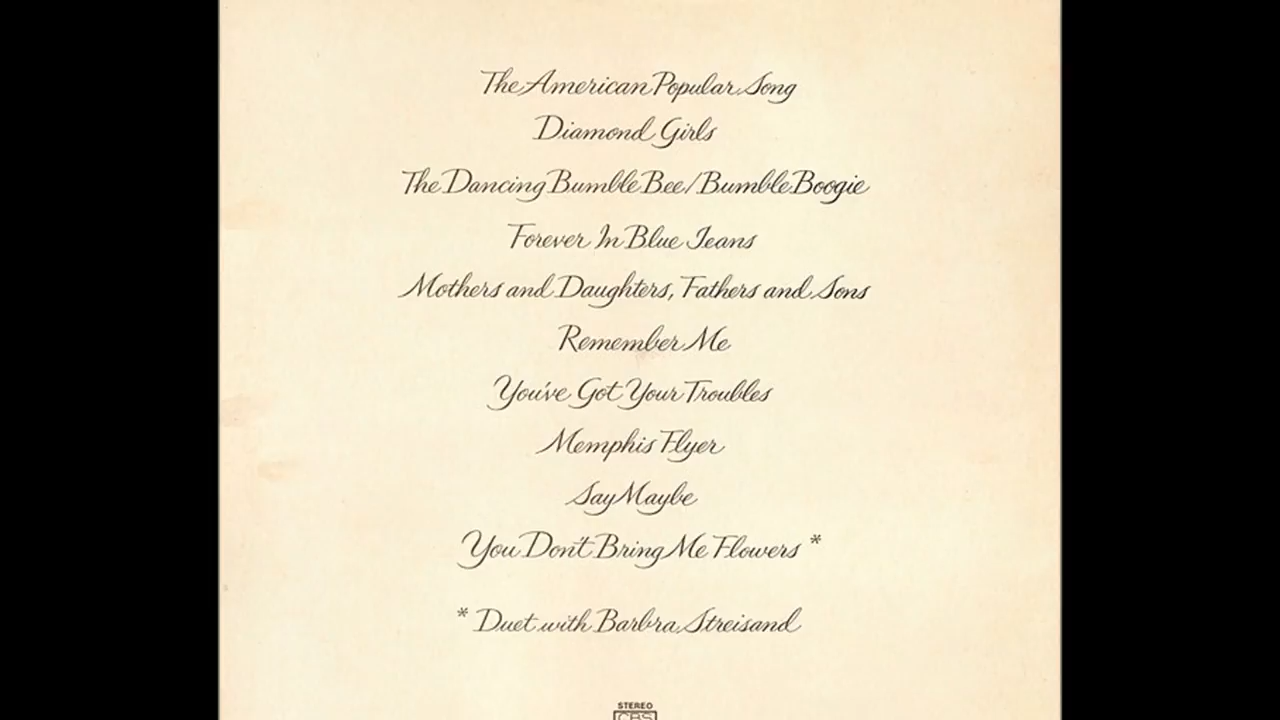 The American Popular Song
Diamond Girls
The Dancing Bumble Bee/Bumble Boogie
Forever In Blue Jeans
Mothers and Daughters, Fathers and Sons
Remember Me
You've Got Your Troubles
Memphis Flyer
Say Maybe
You Don't Bring Me Flowers *
* Duet with Barbra Streisand
STEREO
CBS